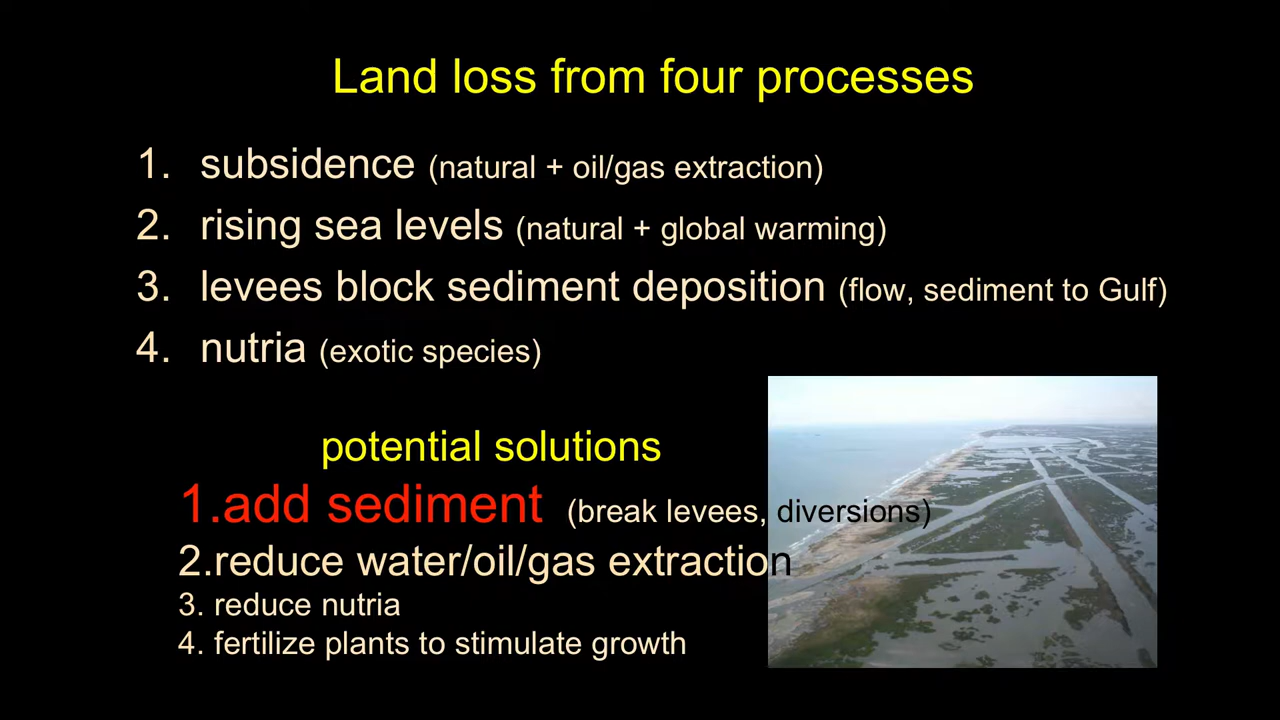 Land loss from four processes
1. subsidence (natural + oil/gas extraction)
2. rising sea levels (natural + global warming)
3. levees block sediment deposition (flow, sediment to Gulf)
4. nutria (exotic species)
potential solutions
1.add sediment (break levees, diversions)
2.reduce water/oil/gas extraction
3. reduce nutria
4. fertilize plants to stimulate growth